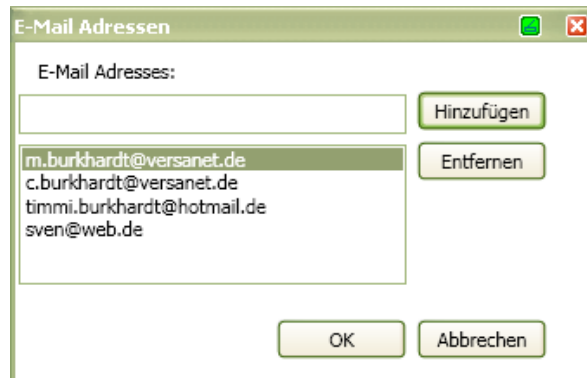 E-Mail Adressen
E-Mail Adresses:
Hinzufügen
m.burkhardt@versanet.de
Entfernen
c.burkhardt@versanet.de
timmi.burkhardt@hotmail.de
sven@web.de
OK
Abbrechen